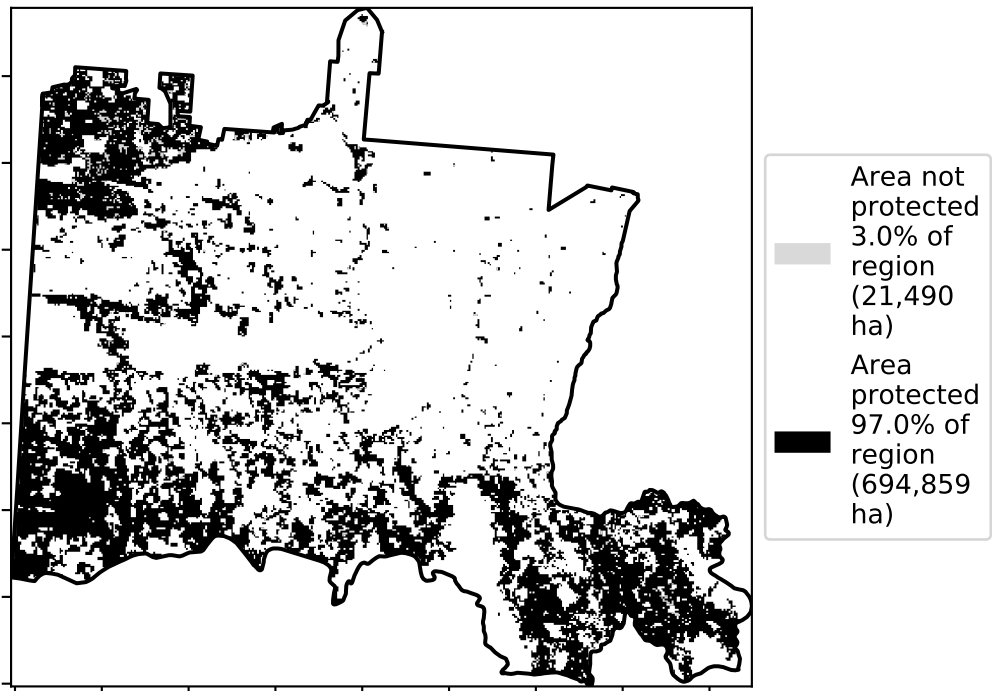 Area not
protected
3.0% of
region
(21,490
ha)
Area
protected
97.0% of
region
(694,859
ha)